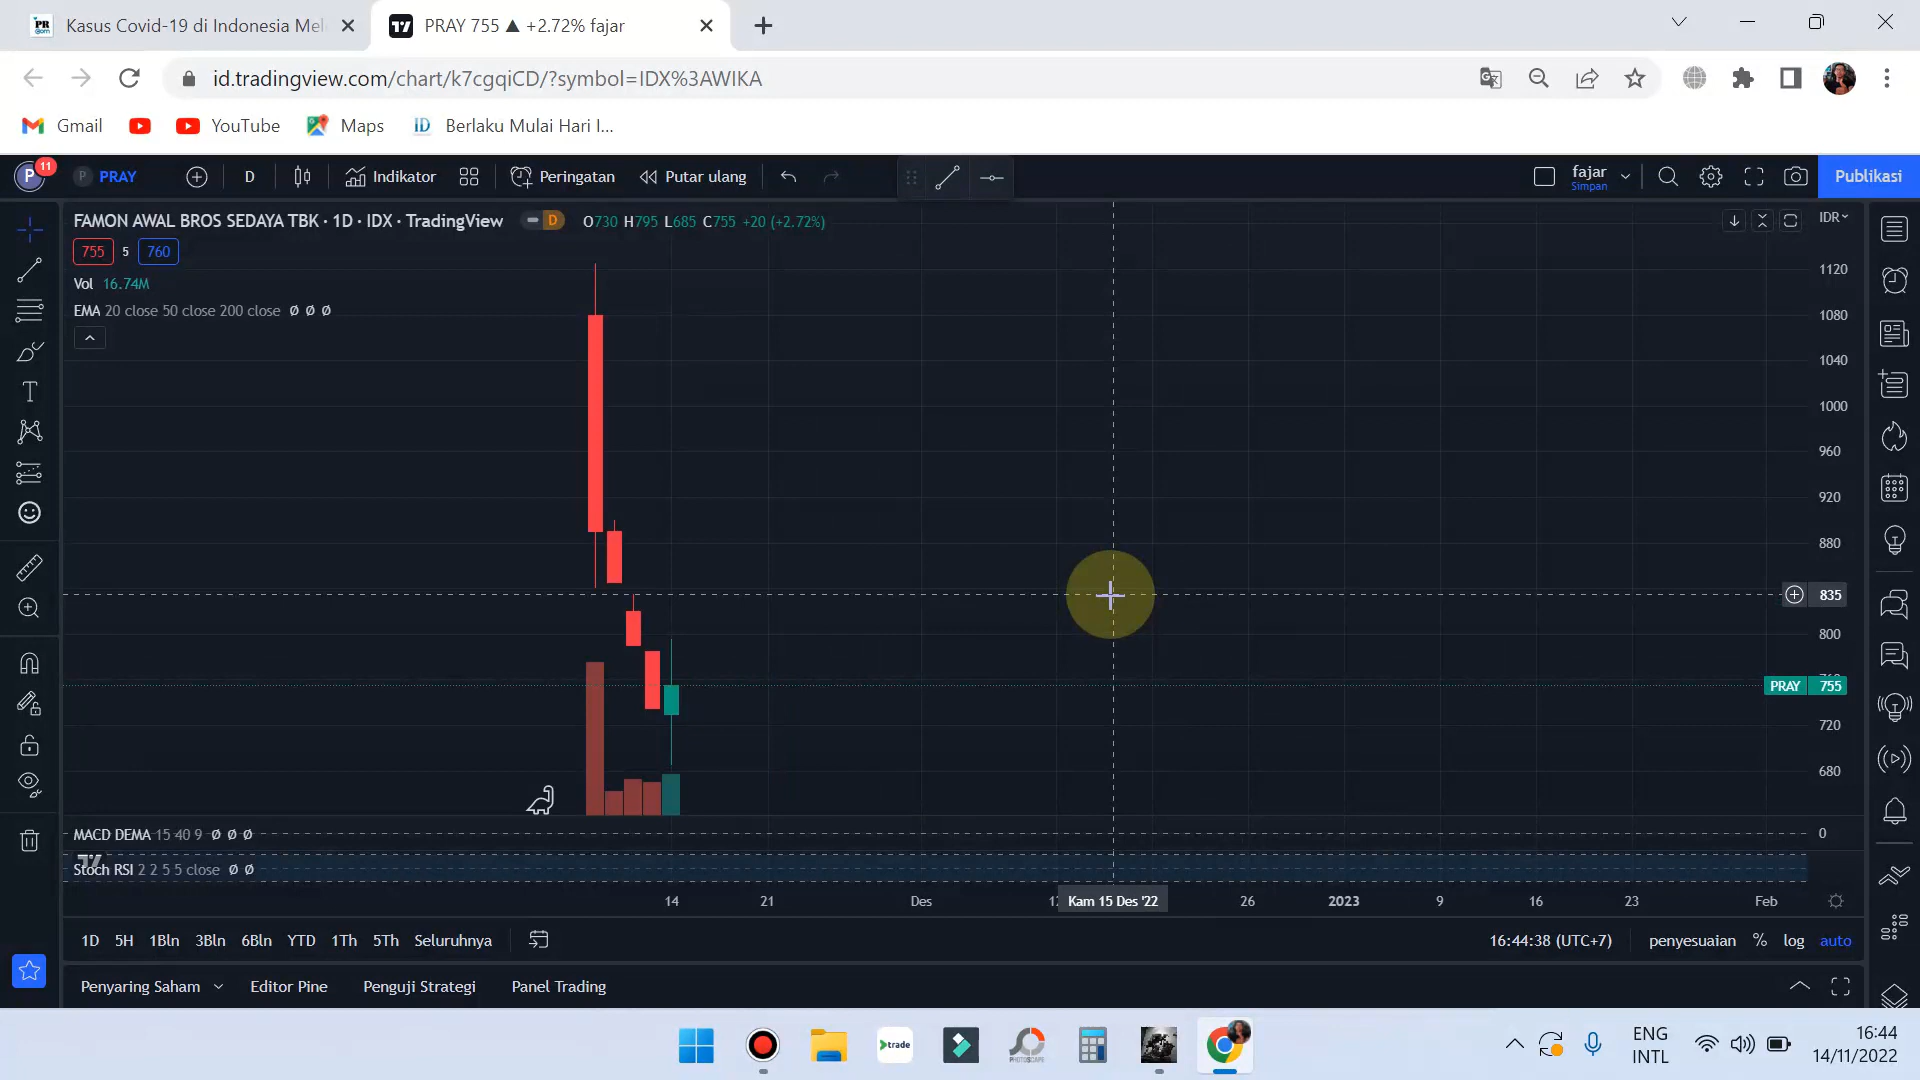 PR
.com
Kasus Covid-19 di Indonesia Mel
PRAY 755 ▲ +2.72% fajar
id.tradingview.com/chart/k7cgqiCD/?symbol=IDX%3AWIKA
Gmail
YouTube
Maps
ID
Berlaku Mulai Hari I...
P
11
P
PRAY
D
Indikator
Peringatan
Putar ulang
fajar
Simpan
Publikasi
FAMON AWAL BROS SEDAYA TBK · 1D · IDX · TradingView
D
O730 H795 L685 C755 +20 (+2.72%)
IDR
755
5
760
Vol 16.74M
EMA 20 close 50 close 200 close Ø Ø Ø
1120
1080
1040
1000
960
920
880
835
800
PRAY 755
720
680
MACD DEMA 15 40 9 Ø Ø Ø
0
Stoch RSI 2 2 5 5 close Ø Ø
14
21
Des
Kam 15 Des '22
26
2023
9
16
23
Feb
1D
5H
1Bln
3Bln
6Bln
YTD
1Th
5Th
Seluruhnya
16:44:38 (UTC+7)
penyesuaian
%
log
auto
Penyaring Saham
Editor Pine
Penguji Strategi
Panel Trading
trade
PHOTOSCAPE
ENG
INTL
16:44
14/11/2022